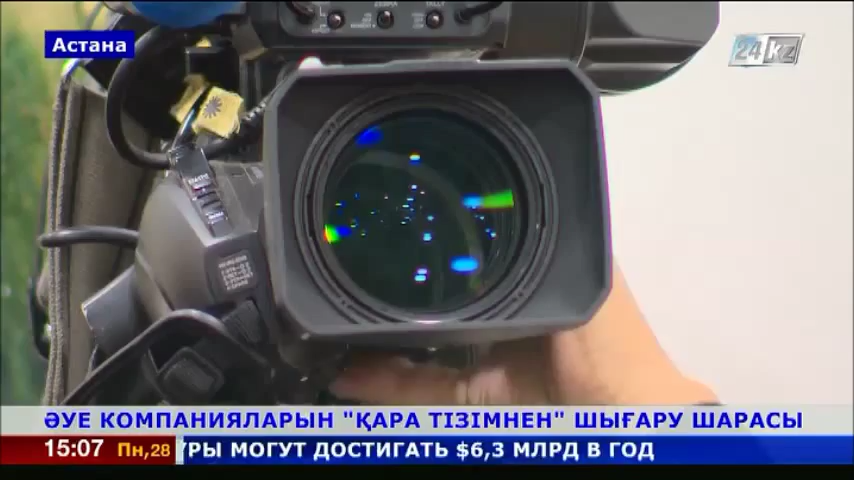 Астана
24kz
ӘУЕ КОМПАНИЯЛАРЫН "ҚАРА ТІЗІМНЕН" ШЫҒАРУ ШАРАСЫ
15:07 Пн,28 РЫ МОГУТ ДОСТИГАТЬ $6,3 МЛРД В ГОД